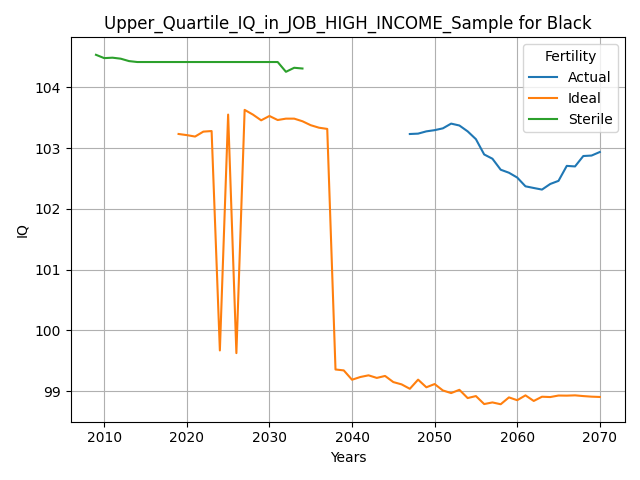 Upper_Quartile_IQ_in_JOB_HIGH_INCOME_Sample for Black
Fertility
Actual
Ideal
Sterile
IQ
104
103
102
101
100
99
2010 2020 2030 2040 2050 2060 2070
Years